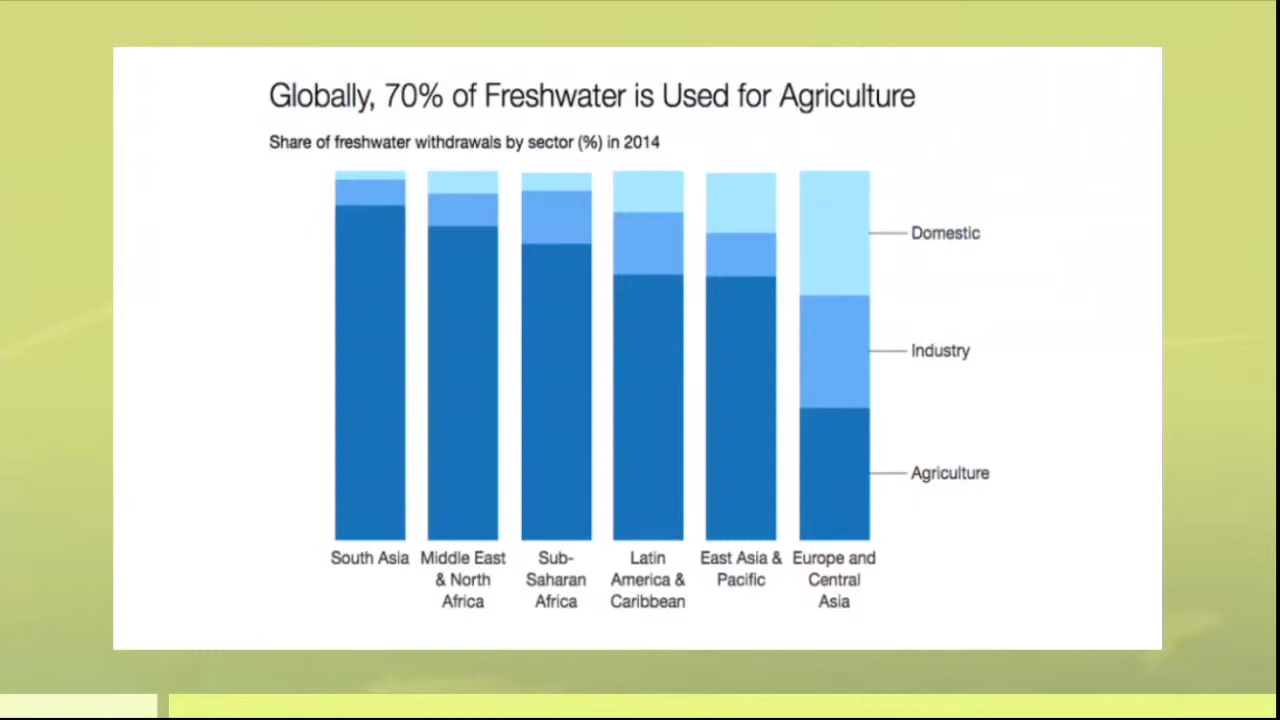 Globally, 70% of Freshwater is Used for Agriculture
Share of freshwater withdrawals by sector (%) in 2014
Domestic
Industry
Agriculture
South Asia
Middle East
& North
Africa
Sub-
Saharan
Africa
Latin
America &
Caribbean
East Asia &
Pacific
Europe and
Central
Asia